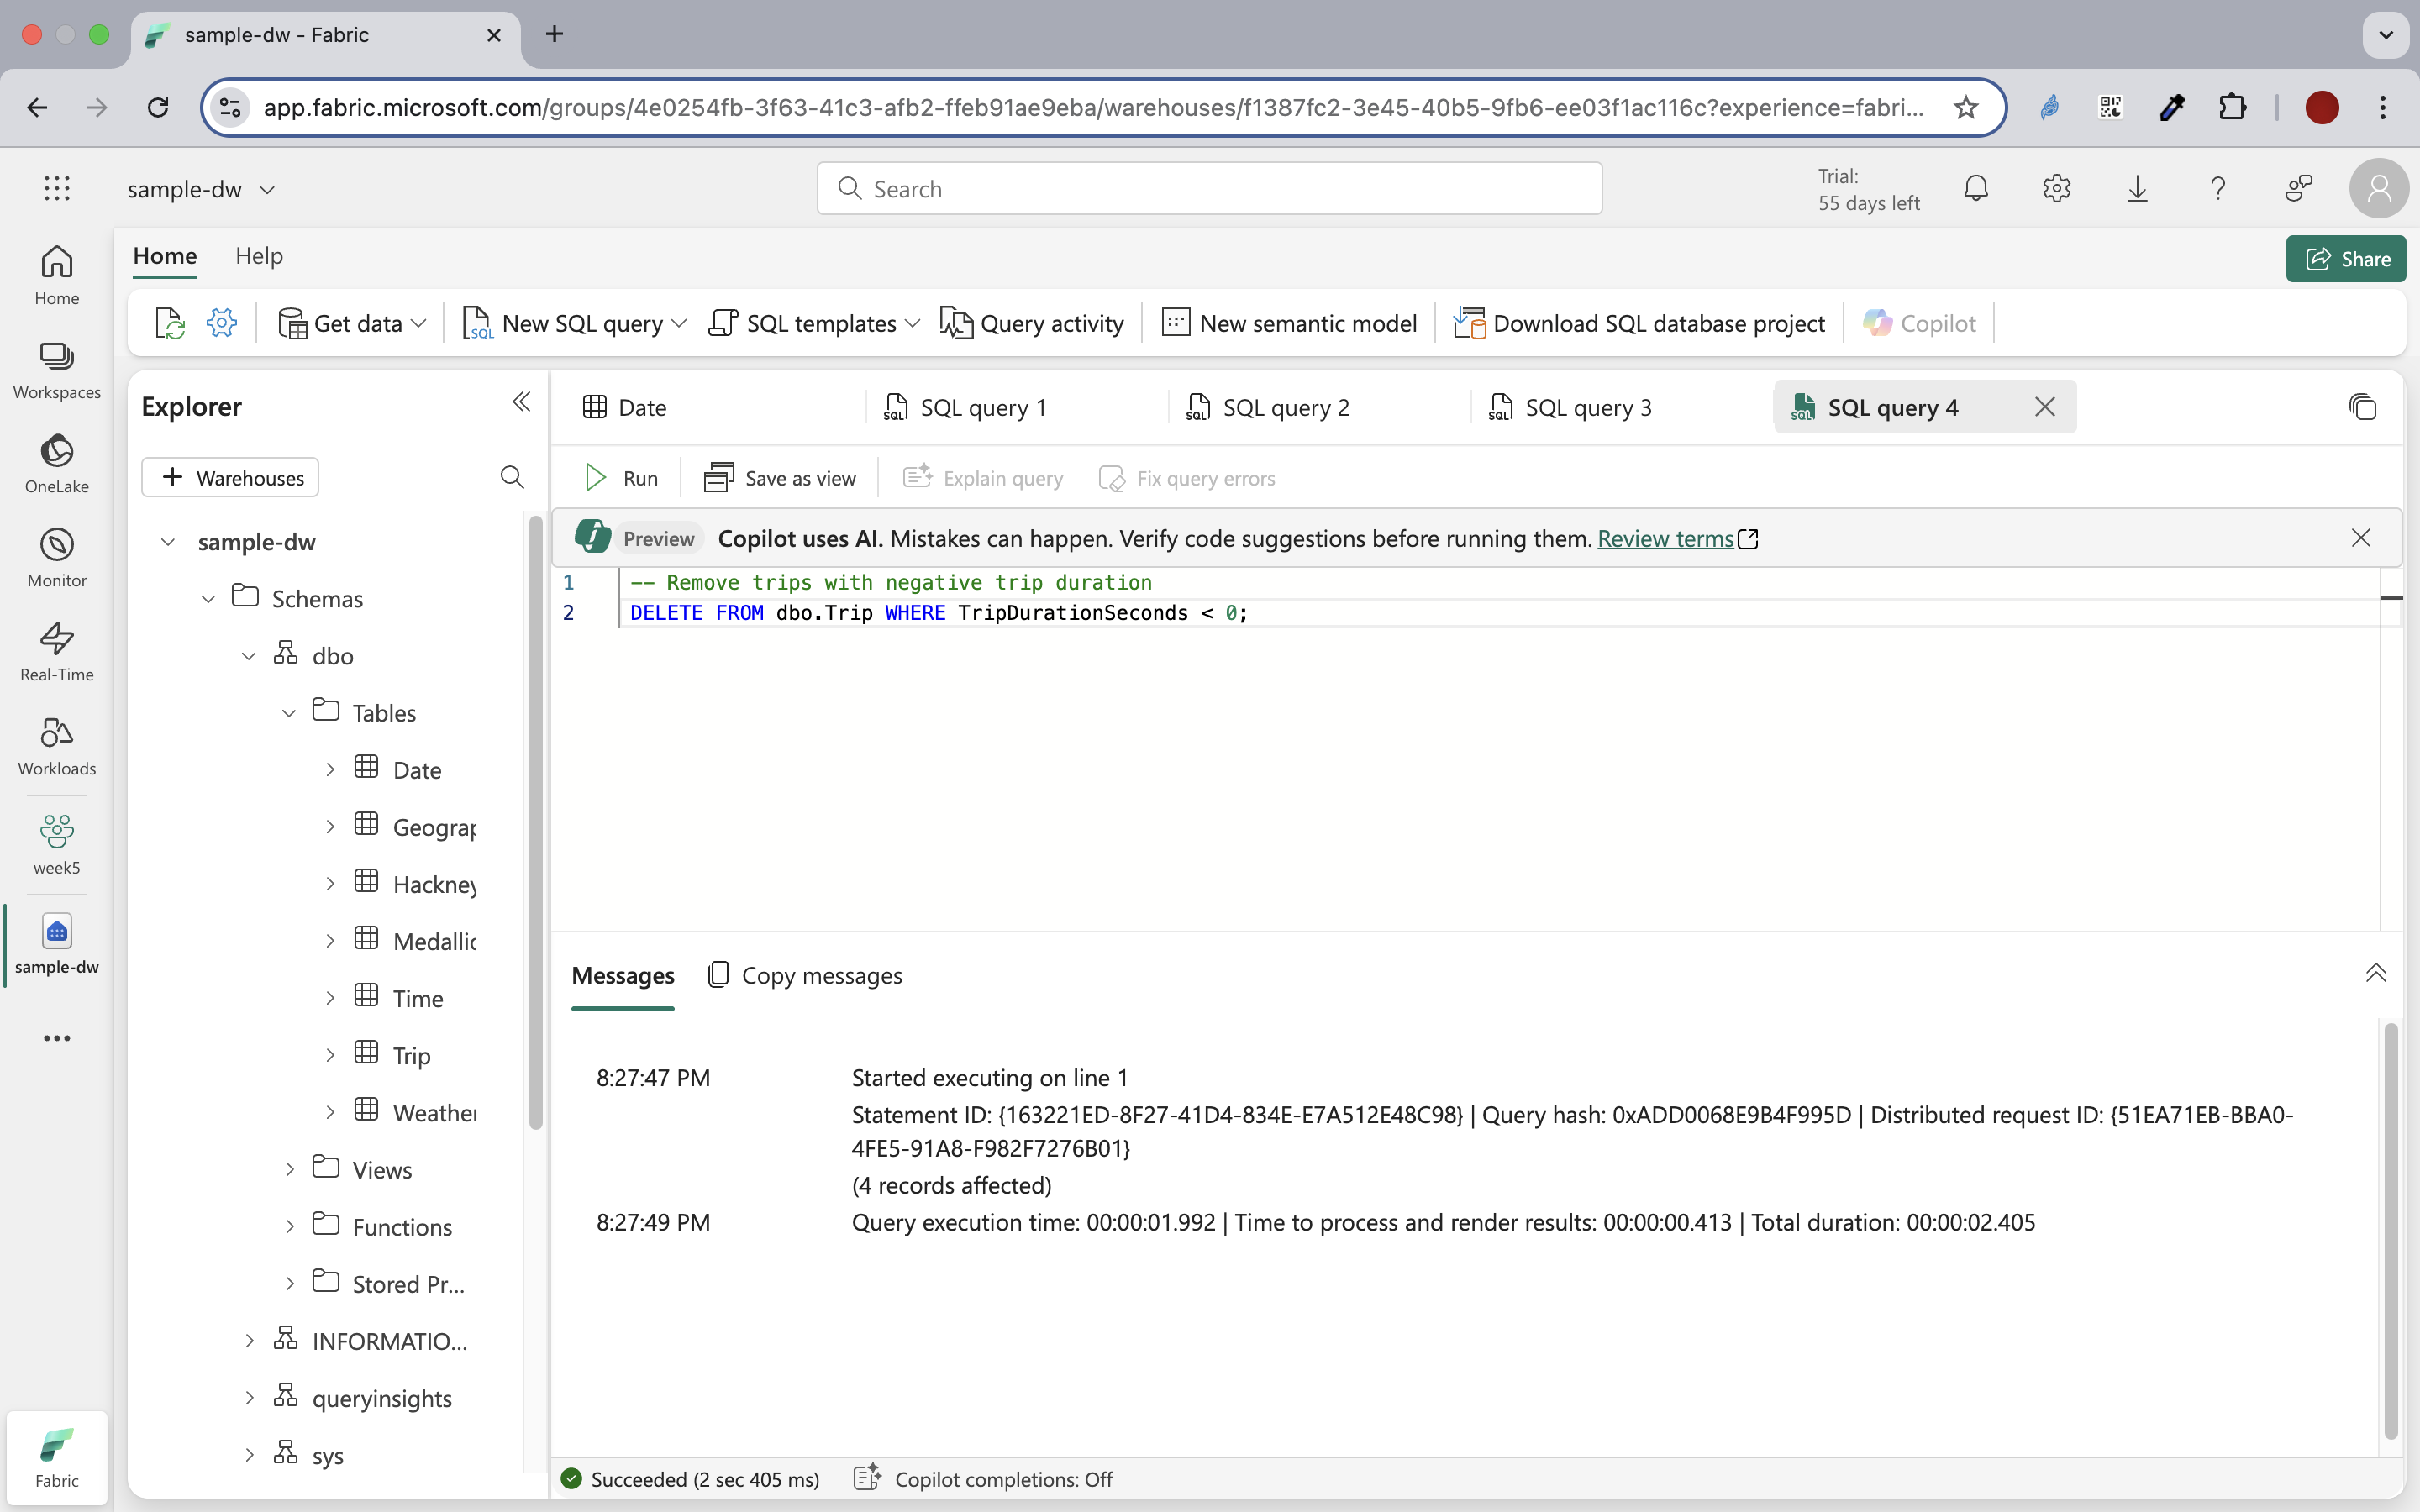 sample-dw - Fabric
app.fabric.microsoft.com/groups/4e0254fb-3f63-41c3-afb2-ffeb91ae9eba/warehouses/f1387fc2-3e45-40b5-9fb6-ee03f1ac116c?experience=fabri...
sample-dw
Search
Trial:
55 days left
Home
Help
Share
Get data
SQL
New SQL query
SQL templates
Query activity
New semantic model
Download SQL database project
Copilot
Home
Workspaces
OneLake
Monitor
Real-Time
Workloads
week5
sample-dw
Fabric
Explorer
Warehouses
sample-dw
Schemas
dbo
Tables
Date
Geograp
Hackney
Medallic
Time
Trip
Weather
Views
Functions
Stored Pr...
INFORMATIO...
queryinsights
sys
Date
SQL
SQL query 1
SQL
SQL query 2
SQL
SQL query 3
SQL
SQL query 4
Run
Save as view
Explain query
Fix query errors
Preview
Copilot uses AI. Mistakes can happen. Verify code suggestions before running them. Review terms
1 -- Remove trips with negative trip duration
2 DELETE FROM dbo.Trip WHERE TripDurationSeconds < 0;
Messages
Copy messages
8:27:47 PM Started executing on line 1
Statement ID: {163221ED-8F27-41D4-834E-E7A512E48C98} | Query hash: 0xADD0068E9B4F995D | Distributed request ID: {51EA71EB-BBA0-
4FE5-91A8-F982F7276B01}
(4 records affected)
8:27:49 PM Query execution time: 00:00:01.992 | Time to process and render results: 00:00:00.413 | Total duration: 00:00:02.405
Succeeded (2 sec 405 ms)
Copilot completions: Off